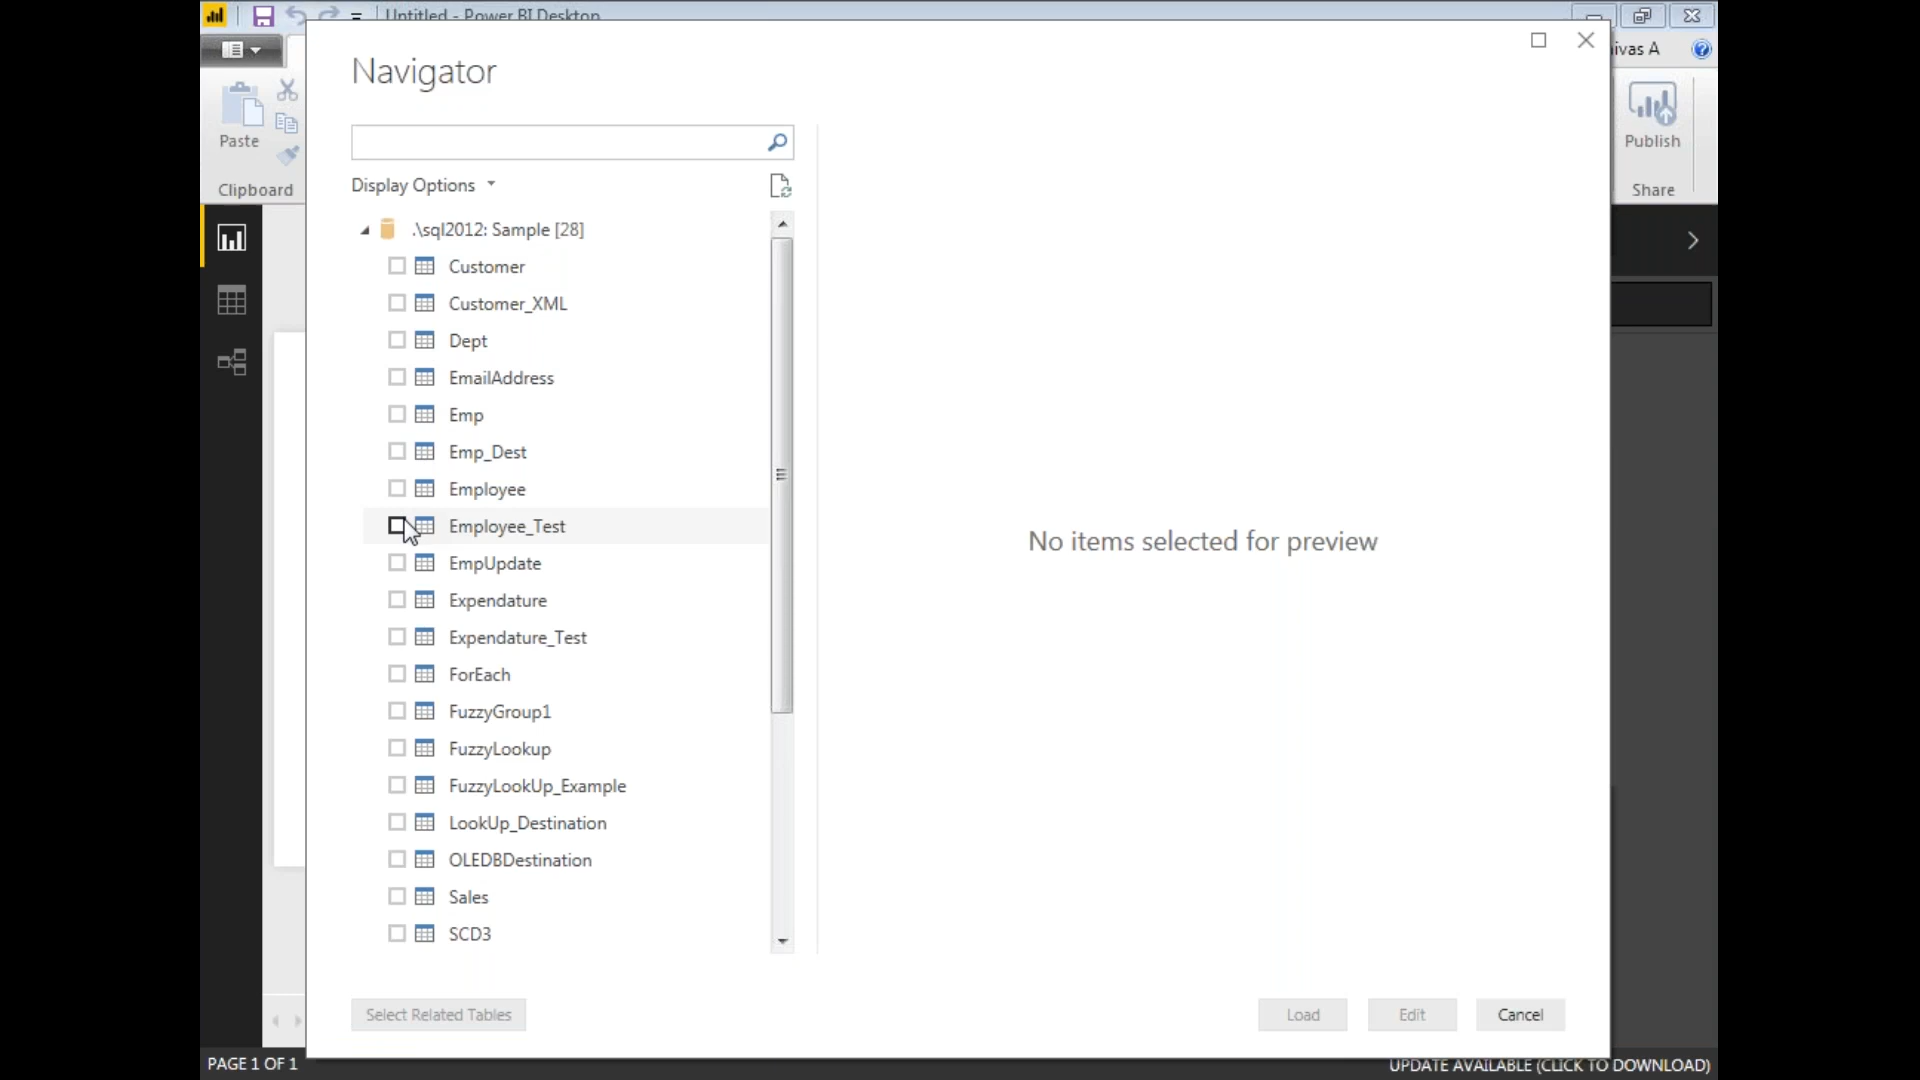 Untitled - Power BI Desktop
ivas A
Paste
Clipboard
Publish
Share
Navigator
Display Options
.\sql2012: Sample [28]
Customer
Customer_XML
Dept
EmailAddress
Emp
Emp_Dest
Employee
Employee_Test
EmpUpdate
Expendature
Expendature_Test
ForEach
FuzzyGroup1
FuzzyLookup
FuzzyLookUp_Example
LookUp_Destination
OLEDBDestination
Sales
SCD3
No items selected for preview
Select Related Tables
Load
Edit
Cancel
PAGE 1 OF 1
UPDATE AVAILABLE (CLICK TO DOWNLOAD)